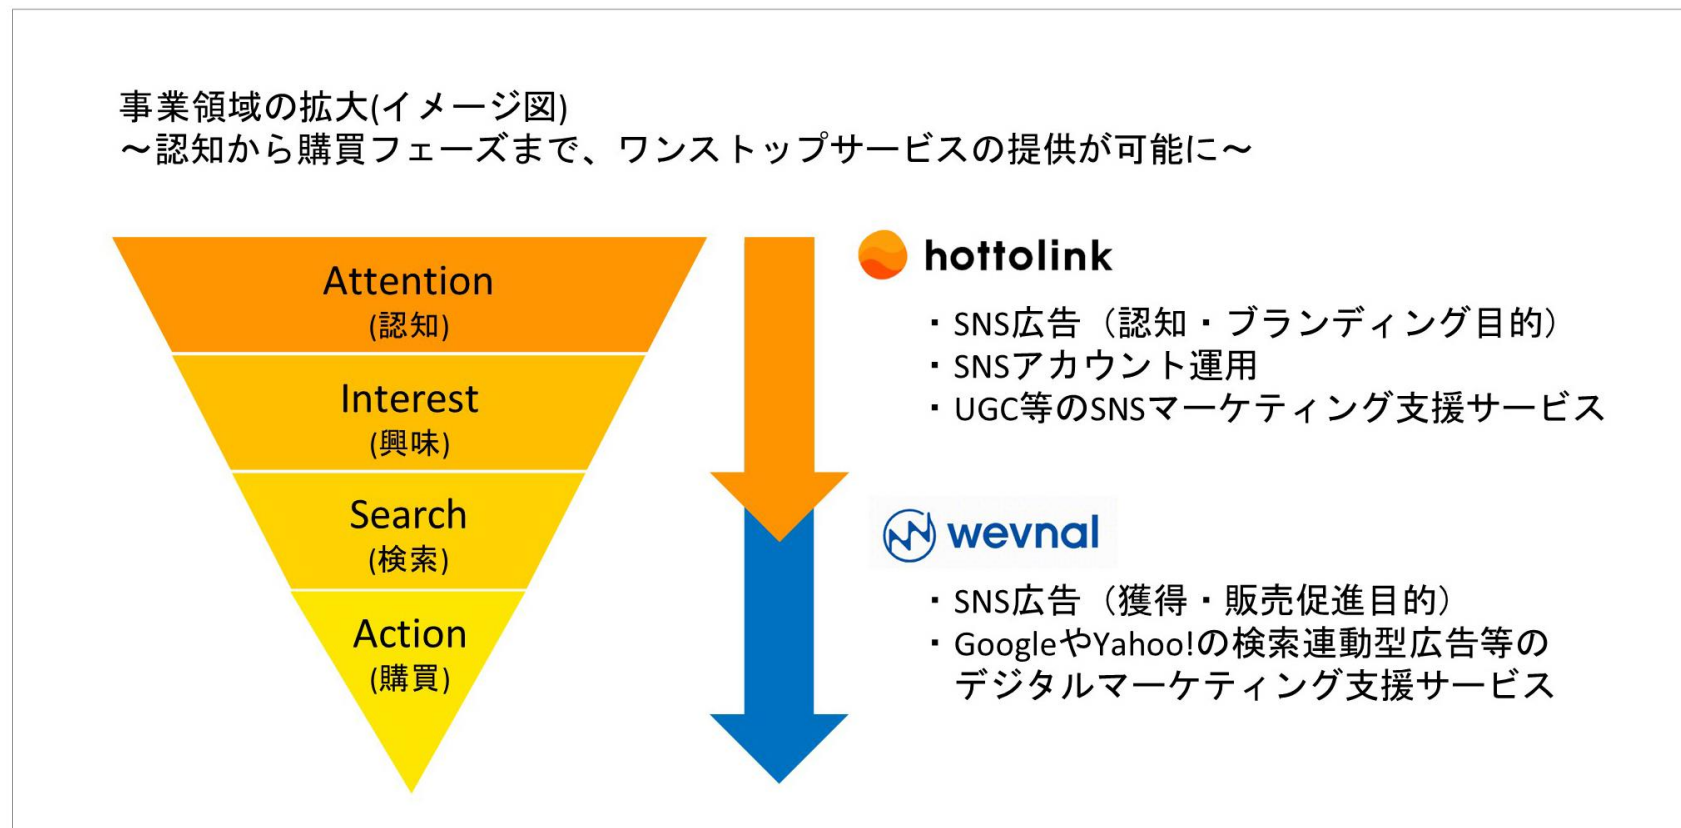 事業領域の拡大(イメージ図)
～認知から購買フェーズまで、ワンストップサービスの提供が可能に～
Attention
(認知)
Interest
(興味)
Search
(検索)
Action
(購買)
hottolink
・SNS広告（認知・ブランディング目的）
・SNSアカウント運用
・UGC等のSNSマーケティング支援サービス
wevnal
・SNS広告（獲得・販売促進目的）
・GoogleやYahoo!の検索連動型広告等の
デジタルマーケティング支援サービス